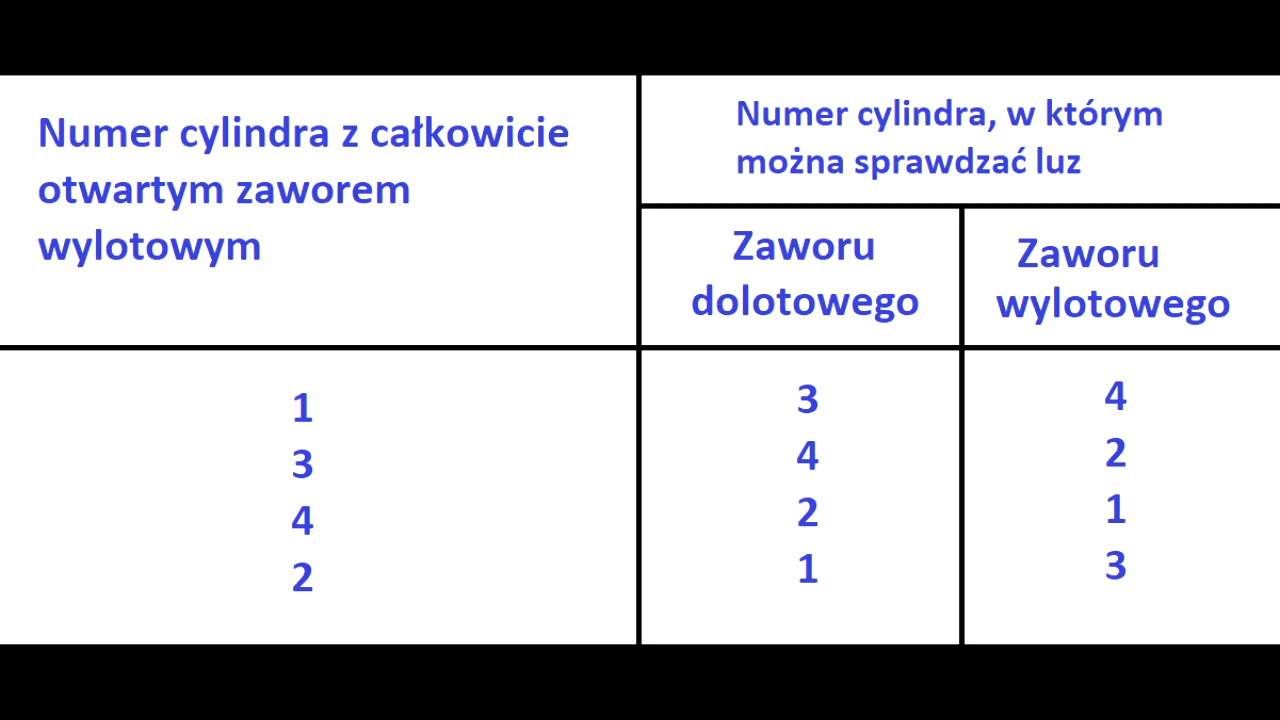 Numer cylindra z całkowicie
otwartym zaworem
wylotowym
Numer cylindra, w którym
można sprawdzać luz
Zaworu
dolotowego
Zaworu
wylotowego
1 3 4
3 4 2
4 2 1
2 1 3